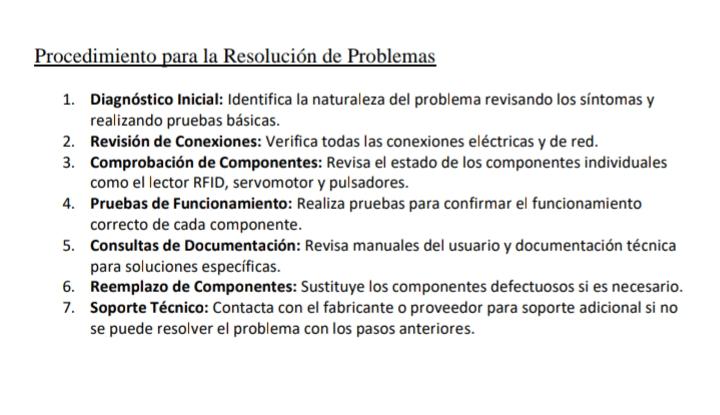 Procedimiento para la Resolución de Problemas
1. Diagnóstico Inicial: Identifica la naturaleza del problema revisando los síntomas y
realizando pruebas básicas.
2. Revisión de Conexiones: Verifica todas las conexiones eléctricas y de red.
3. Comprobación de Componentes: Revisa el estado de los componentes individuales
como el lector RFID, servomotor y pulsadores.
4. Pruebas de Funcionamiento: Realiza pruebas para confirmar el funcionamiento
correcto de cada componente.
5. Consultas de Documentación: Revisa manuales del usuario y documentación técnica
para soluciones específicas.
6. Reemplazo de Componentes: Sustituye los componentes defectuosos si es necesario.
7. Soporte Técnico: Contacta con el fabricante o proveedor para soporte adicional si no
se puede resolver el problema con los pasos anteriores.